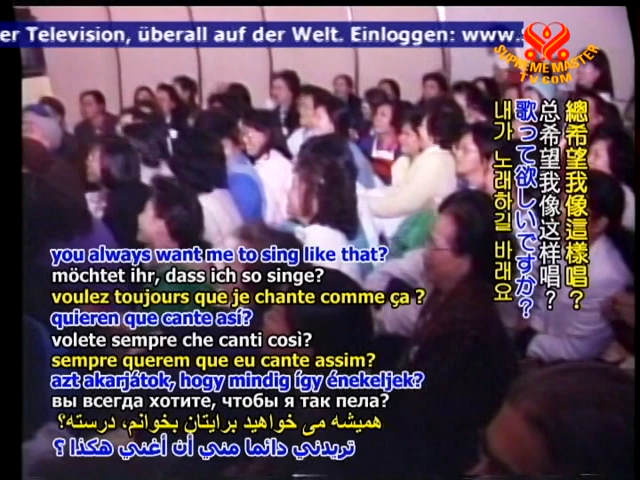 er Television, überall auf der Welt. Einloggen: www.
SUPREME MASTER
TV.COM
總希望我像這樣唱？
总希望我像这样唱？
歌って欲しいですか？
내가 노래하길 바래요
you always want me to sing like that?
möchtet ihr, dass ich so singe?
voulez toujours que je chante comme ça ?
quieren que cante así?
volete sempre che canti così?
sempre querem que eu cante assim?
azt akarjátok, hogy mindig így énekeljek?
вы всегда хотите, чтобы я так пела?
همیشه می خواهید برایتان بخوانم، درسته؟
تريدني دائما مني أن أغني هكذا ؟